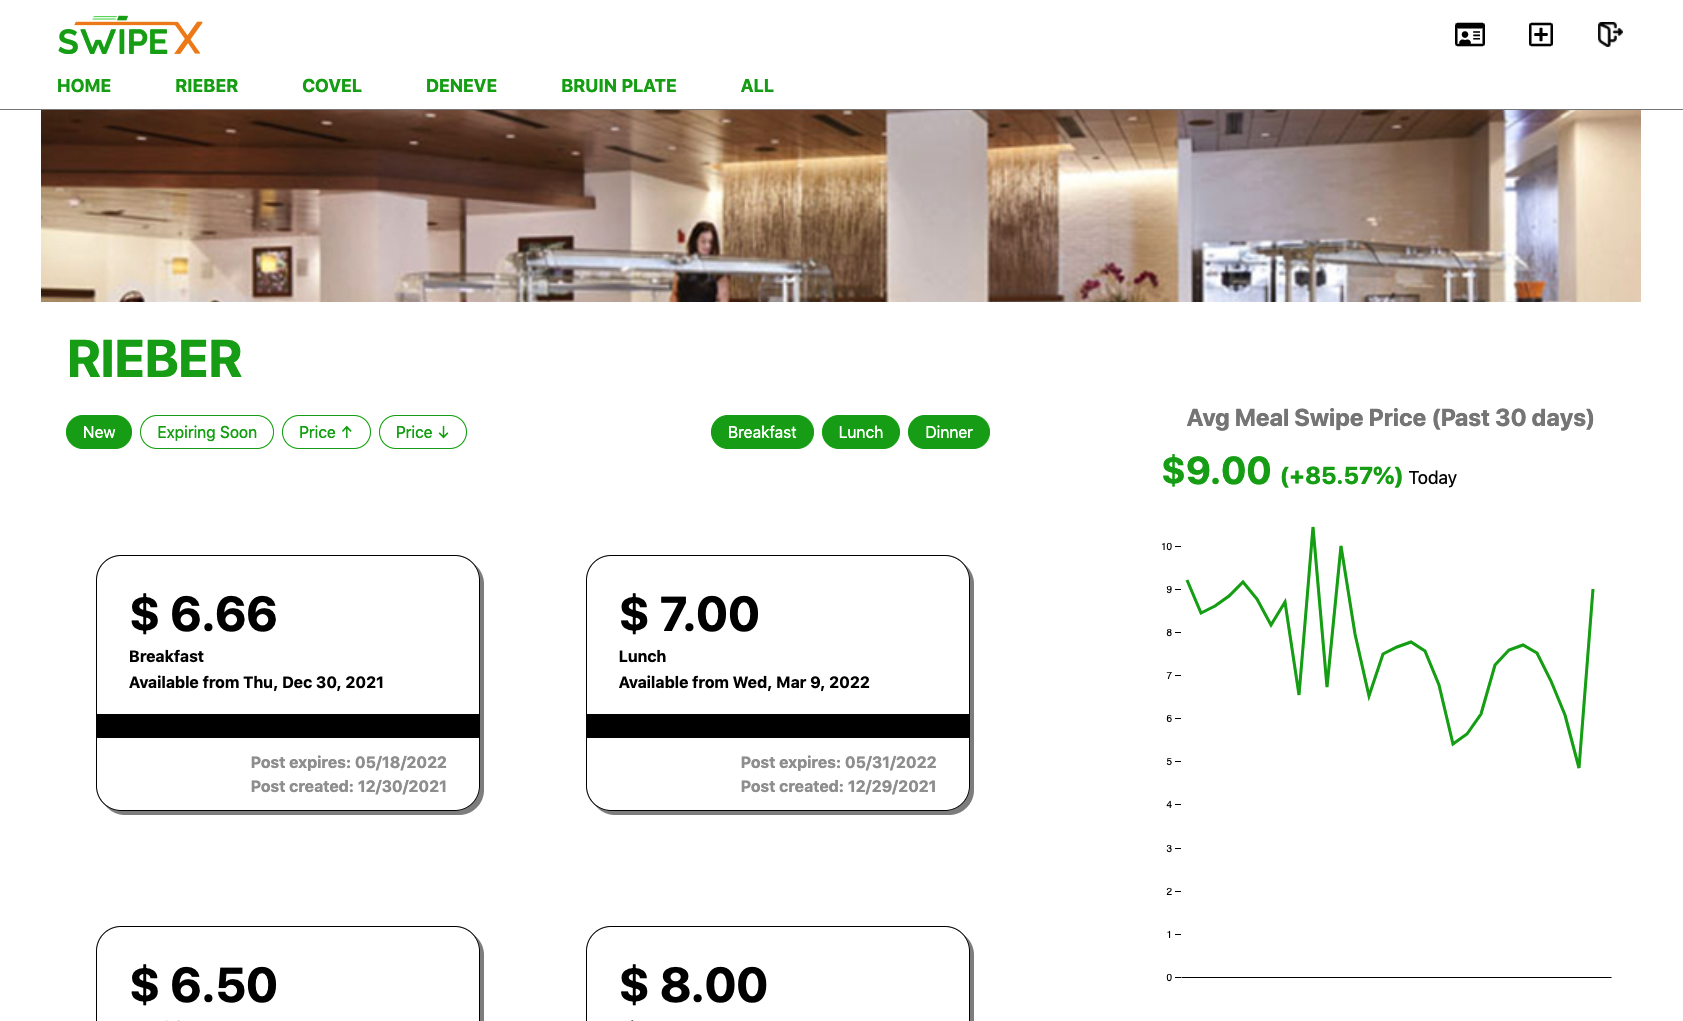 SWIPEX
HOME RIEBER COVEL DENEVE BRUIN PLATE ALL
RIEBER
New Expiring Soon Price ↑ Price ↓
Breakfast Lunch Dinner
$ 6.66
Breakfast
Available from Thu, Dec 30, 2021
Post expires: 05/18/2022
Post created: 12/30/2021
$ 7.00
Lunch
Available from Wed, Mar 9, 2022
Post expires: 05/31/2022
Post created: 12/29/2021
$ 6.50
$ 8.00
Avg Meal Swipe Price (Past 30 days)
$9.00 (+85.57%) Today
10
9
8
7
6
5
4
3
2
1
0